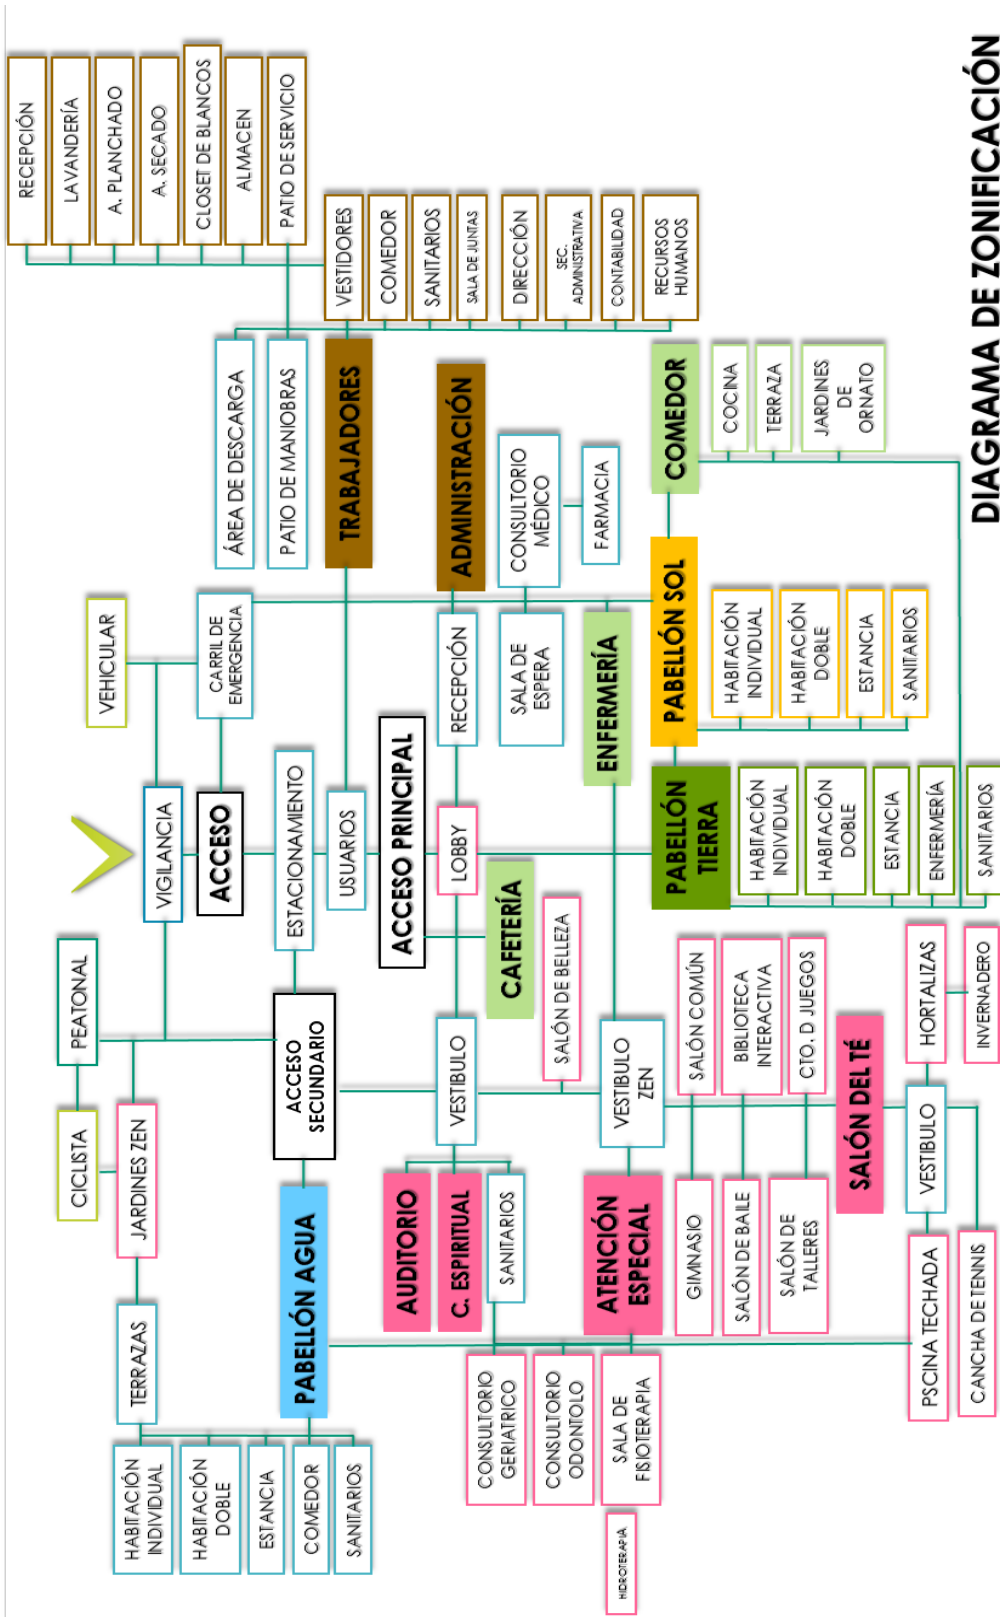 RECEPCIÓN
LAVANDERÍA
A. PLANCHADO
A. SECADO
CLOSET DE BLANCOS
ALMACEN
PATIO DE SERVICIO
CICLISTA
PEATONAL
VEHICULAR
TERRAZAS
JARDINES ZEN
VIGILANCIA
HABITACIÓN
INDIVIDUAL
HABITACIÓN
DOBLE
ESTANCIA
COMEDOR
SANITARIOS
ACCESO
CARRIL DE
EMERGENCIA
ÁREA DE DESCARGA
PATIO DE MANIOBRAS
PABELLÓN AGUA
ACCESO
SECUNDARIO
ESTACIONAMIENTO
USUARIOS
TRABAJADORES
VESTIDORES
COMEDOR
SANITARIOS
SALA DE JUNTAS
DIRECCIÓN
SEC.
ADMINISTRATIVA
CONTABILIDAD
RECURSOS
HUMANOS
ACCESO PRINCIPAL
AUDITORIO
C. ESPIRITUAL
SANITARIOS
VESTIBULO
LOBBY
RECEPCIÓN
ADMINISTRACIÓN
CAFETERÍA
SALA DE
ESPERA
CONSULTORIO
MÉDICO
FARMACIA
CONSULTORIO
GERIATRICO
CONSULTORIO
ODONTOLO
SALA DE
FISIOTERAPIA
HIDROTERAPIA
SALÓN DE BELLEZA
ATENCIÓN
ESPECIAL
VESTIBULO
ZEN
ENFERMERÍA
PABELLÓN
TIERRA
PABELLÓN SOL
COMEDOR
GIMNASIO
SALÓN COMÚN
SALÓN DE BAILE
BIBLIOTECA
INTERACTIVA
SALÓN DE
TALLERES
CTO. D JUEGOS
HABITACIÓN
INDIVIDUAL
HABITACIÓN
DOBLE
ESTANCIA
ENFERMERÍA
SANITARIOS
HABITACIÓN
INDIVIDUAL
HABITACIÓN
DOBLE
ESTANCIA
SANITARIOS
COCINA
TERRAZA
JARDINES
DE
ORNATO
SALÓN DEL TÉ
PSCINA TECHADA
VESTIBULO
HORTALIZAS
CANCHA DE TENNIS
INVERNADERO
DIAGRAMA DE ZONIFICACIÓN